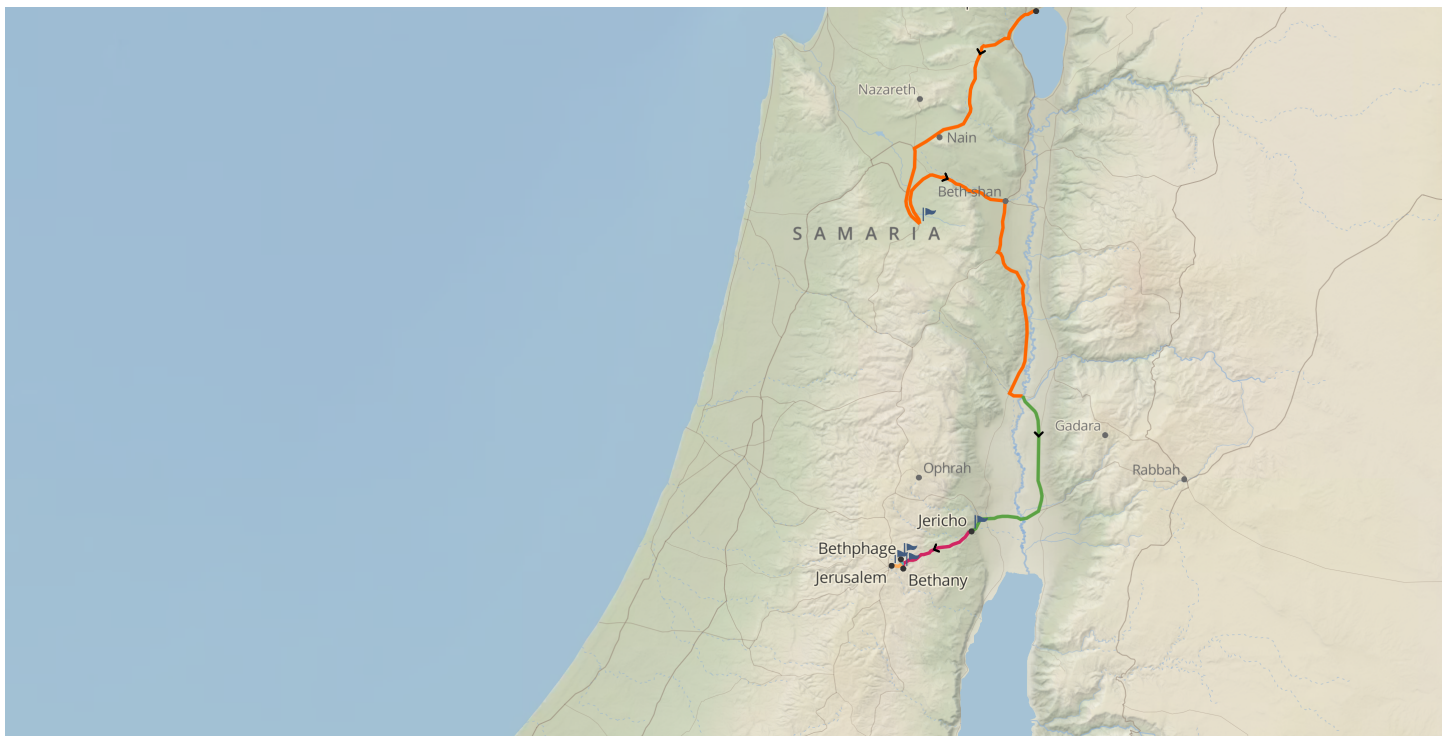 Nazareth
Nain
Beth-shan
SAMARIA
Gadara
Ophrah
Rabbah
Jericho
Bethphage
Jerusalem
Bethany